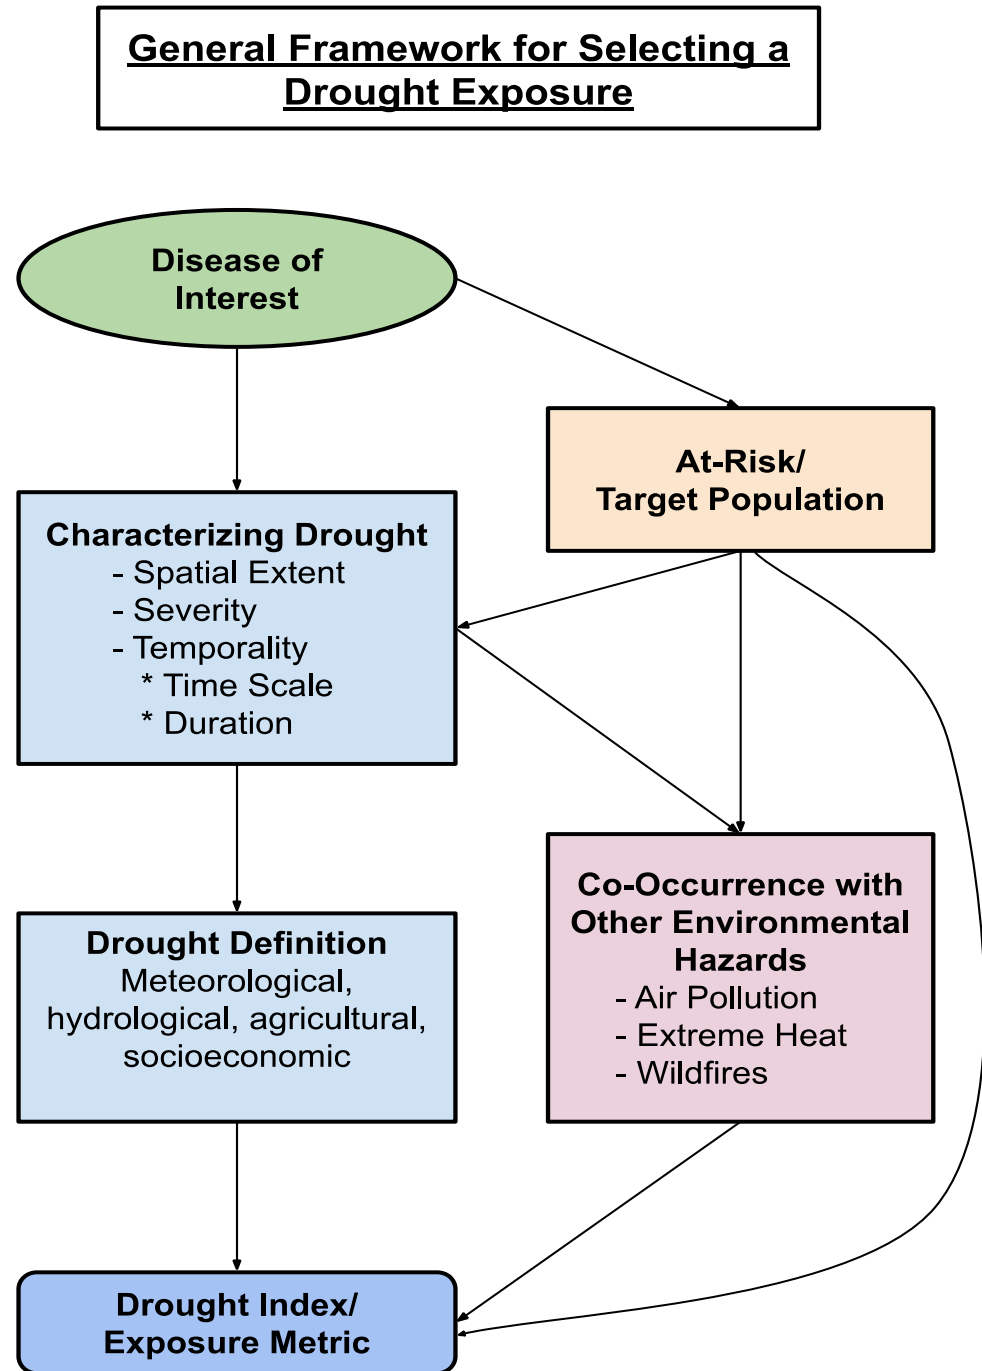 General Framework for Selecting a
Drought Exposure
Disease of
Interest
At-Risk/
Target Population
Characterizing Drought
- Spatial Extent
- Severity
- Temporality
* Time Scale
* Duration
Co-Occurrence with
Other Environmental
Hazards
- Air Pollution
- Extreme Heat
- Wildfires
Drought Definition
Meteorological,
hydrological, agricultural,
socioeconomic
Drought Index/
Exposure Metric